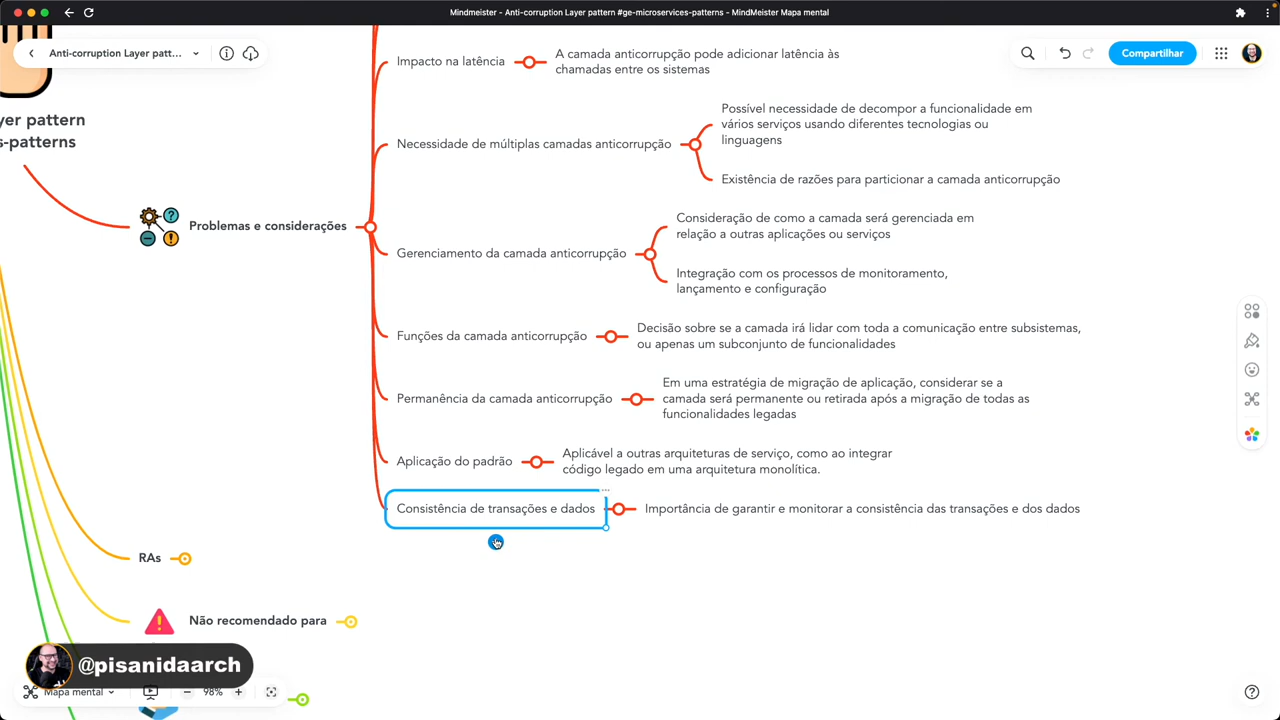 Mindmeister - Anti-corruption Layer pattern #ge-microservices-patterns - MindMeister Mapa mental
Anti-corruption Layer patt...
Compartilhar
yer pattern
s-patterns
Problemas e considerações
Impacto na latência
A camada anticorrupção pode adicionar latência às
chamadas entre os sistemas
Necessidade de múltiplas camadas anticorrupção
Possível necessidade de decompor a funcionalidade em
vários serviços usando diferentes tecnologias ou
linguagens
Existência de razões para particionar a camada anticorrupção
Gerenciamento da camada anticorrupção
Consideração de como a camada será gerenciada em
relação a outras aplicações ou serviços
Integração com os processos de monitoramento,
lançamento e configuração
Funções da camada anticorrupção
Decisão sobre se a camada irá lidar com toda a comunicação entre subsistemas,
ou apenas um subconjunto de funcionalidades
Permanência da camada anticorrupção
Em uma estratégia de migração de aplicação, considerar se a
camada será permanente ou retirada após a migração de todas as
funcionalidades legadas
Aplicação do padrão
Aplicável a outras arquiteturas de serviço, como ao integrar
código legado em uma arquitetura monolítica.
Consistência de transações e dados
Importância de garantir e monitorar a consistência das transações e dos dados
RAs
Não recomendado para
@pisanidaarch
Mapa mental
98%